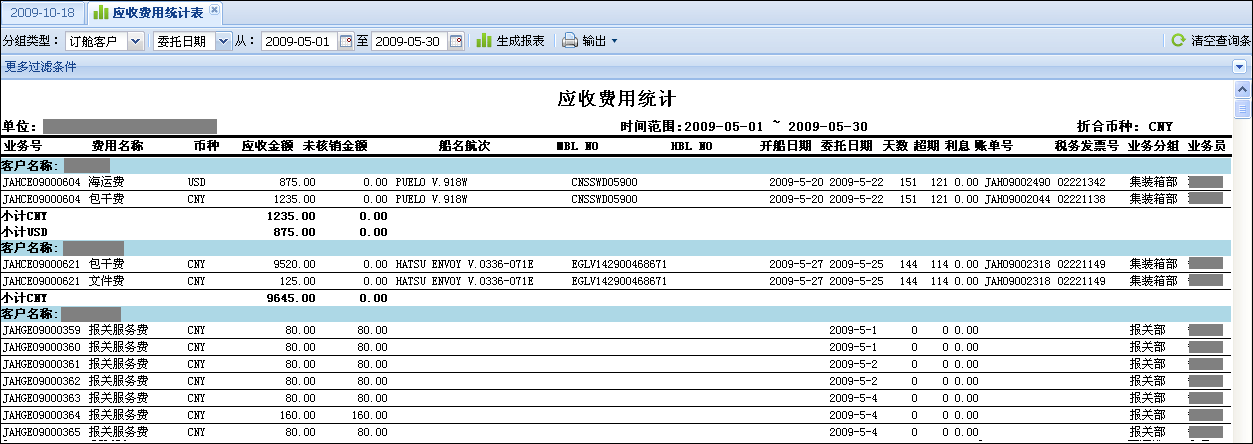 2009-10-18 应收费用统计表
分组类型: 订舱客户 委托日期 从: 2009-05-01 至 2009-05-30 生成报表 输出 清空查询条
更多过滤条件
应收费用统计
单位: 时间范围:2009-05-01 ~ 2009-05-30 折合币种: CNY
业务号 费用名称 币种 应收金额 未核销金额 船名航次 MBL NO HBL NO 开船日期 委托日期 天数 超期 利息 账单号 税务发票号 业务分组 业务员
客户名称:
JAHCE09000604 海运费 USD 875.00 0.00 PUELO V.918W CNSSWD05900 2009-5-20 2009-5-22 151 121 0.00 JAH09002490 02221342 集装箱部
JAHCE09000604 包干费 CNY 1235.00 0.00 PUELO V.918W CNSSWD05900 2009-5-20 2009-5-22 151 121 0.00 JAH09002044 02221138 集装箱部
小计CNY 1235.00 0.00
小计USD 875.00 0.00
客户名称:
JAHCE09000621 包干费 CNY 9520.00 0.00 HATSU ENVOY V.0336-071E EGLV142900468671 2009-5-27 2009-5-25 144 114 0.00 JAH09002318 02221149 集装箱部
JAHCE09000621 文件费 CNY 125.00 0.00 HATSU ENVOY V.0336-071E EGLV142900468671 2009-5-27 2009-5-25 144 114 0.00 JAH09002318 02221149 集装箱部
小计CNY 9645.00 0.00
客户名称:
JAHGE09000359 报关服务费 CNY 80.00 80.00 2009-5-1 0 0 0.00 报关部
JAHGE09000360 报关服务费 CNY 80.00 80.00 2009-5-1 0 0 0.00 报关部
JAHGE09000361 报关服务费 CNY 80.00 80.00 2009-5-2 0 0 0.00 报关部
JAHGE09000362 报关服务费 CNY 80.00 80.00 2009-5-2 0 0 0.00 报关部
JAHGE09000363 报关服务费 CNY 80.00 80.00 2009-5-4 0 0 0.00 报关部
JAHGE09000364 报关服务费 CNY 160.00 160.00 2009-5-4 0 0 0.00 报关部
JAHGE09000365 报关服务费 CNY 80.00 80.00 2009-5-4 0 0 0.00 报关部